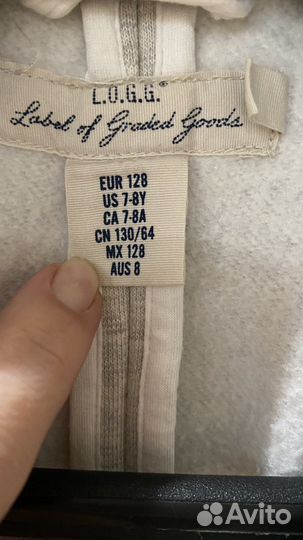 L.O.G.G.®
Label of Graded Goods
EUR 128
US 7-8Y
CA 7-8A
CN 130/64
MX 128
AUS 8
Avito